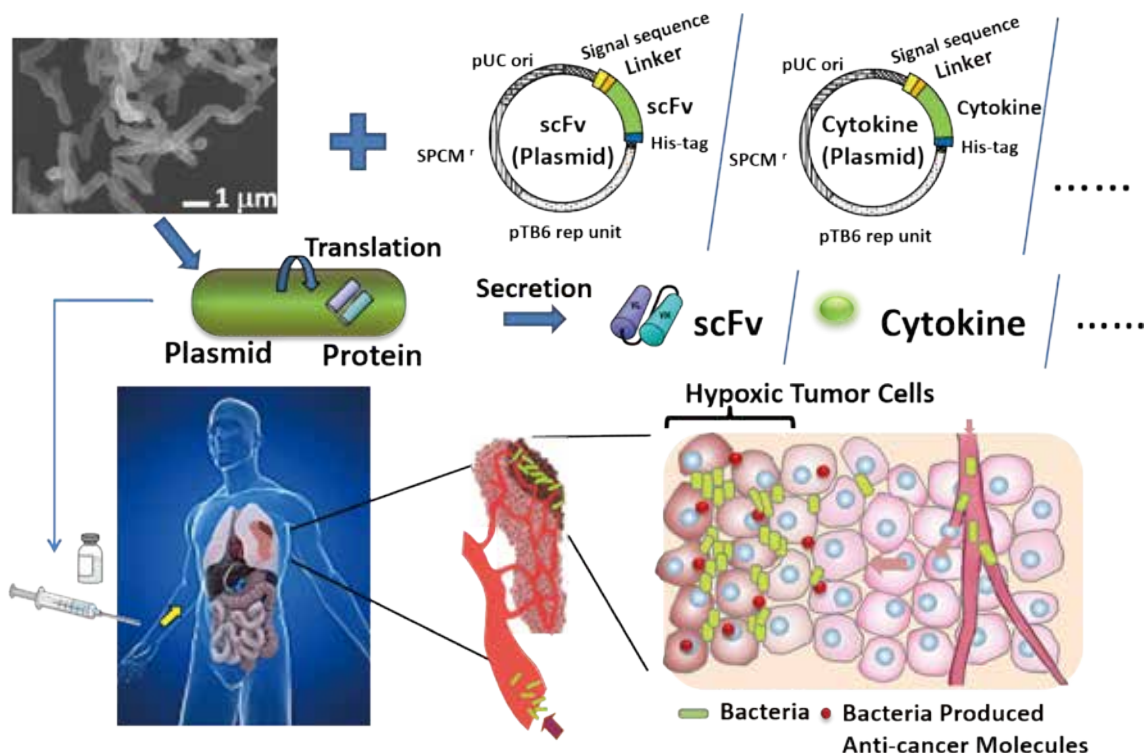 Signal sequence
Linker
pUC ori
scFv
scFv
(Plasmid)
His-tag
SPCM r
pTB6 rep unit
Signal sequence
Linker
pUC ori
Cytokine
Cytokine
(Plasmid)
His-tag
SPCM r
pTB6 rep unit
......
1 μm
Translation
Plasmid
Protein
Secretion
VL
VH
scFv
Cytokine
......
Hypoxic Tumor Cells
Bacteria
Bacteria Produced
Anti-cancer Molecules